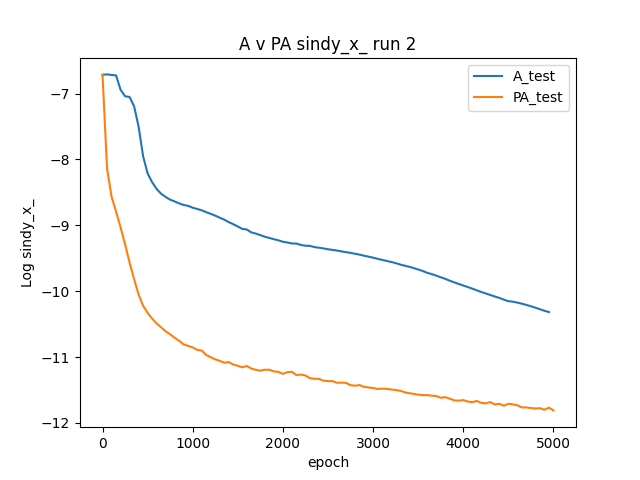 A v PA sindy_x_ run 2
A_test
PA_test
Log sindy_x_
−7
−8
−9
−10
−11
−12
0
1000
2000
3000
4000
5000
epoch